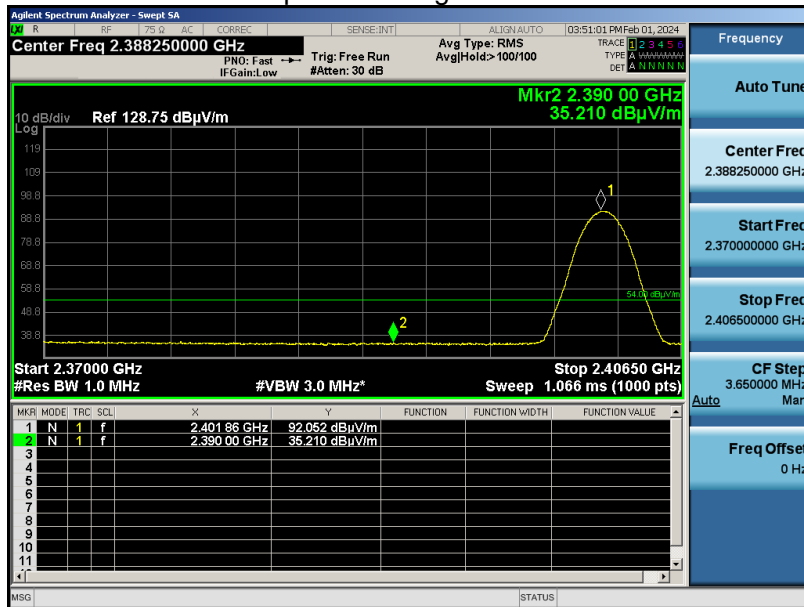 Agilent Spectrum Analyzer - Swept SA
LXI R RF 75 Ω AC CORREC SENSE:INT ALIGN AUTO 03:51:01 PM Feb 01, 2024
Center Freq 2.388250000 GHz
PNO: Fast
IFGain:Low
Trig: Free Run
#Atten: 30 dB
Avg Type: RMS
Avg|Hold:>100/100
TRACE 1 2 3 4 5 6
TYPE A WWWWW
DET A N N N N N
Mkr2 2.390 00 GHz
35.210 dBµV/m
10 dB/div Ref 128.75 dBµV/m
Log
119
109
98.8
88.8
78.8
68.8
58.8
48.8
38.8
1
2
54.00 dBµV/m
Start 2.37000 GHz Stop 2.40650 GHz
#Res BW 1.0 MHz #VBW 3.0 MHz* Sweep 1.066 ms (1000 pts)
MKR MODE TRC SCL X Y FUNCTION FUNCTION WIDTH FUNCTION VALUE
1 N 1 f 2.401 86 GHz 92.052 dBµV/m
2 N 1 f 2.390 00 GHz 35.210 dBµV/m
3
4
5
6
7
8
9
10
11
MSG STATUS
Frequency
Auto Tune
Center Freq
2.388250000 GHz
Start Freq
2.370000000 GHz
Stop Freq
2.406500000 GHz
CF Step
3.650000 MHz
Auto Man
Freq Offset
0 Hz